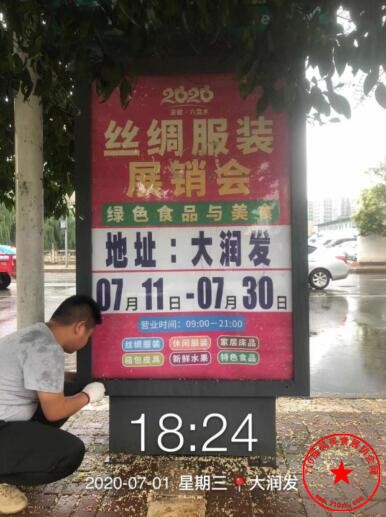 2020
丝绸服装
展销会
绿色食品与美食
地址：大润发
07月11日-07月30日
营业时间：09:00-21:00
丝绸服装 休闲服装 家居床品
箱包皮具 新鲜水果 特色食品
18:24
2020-07-01 星期三 大润发